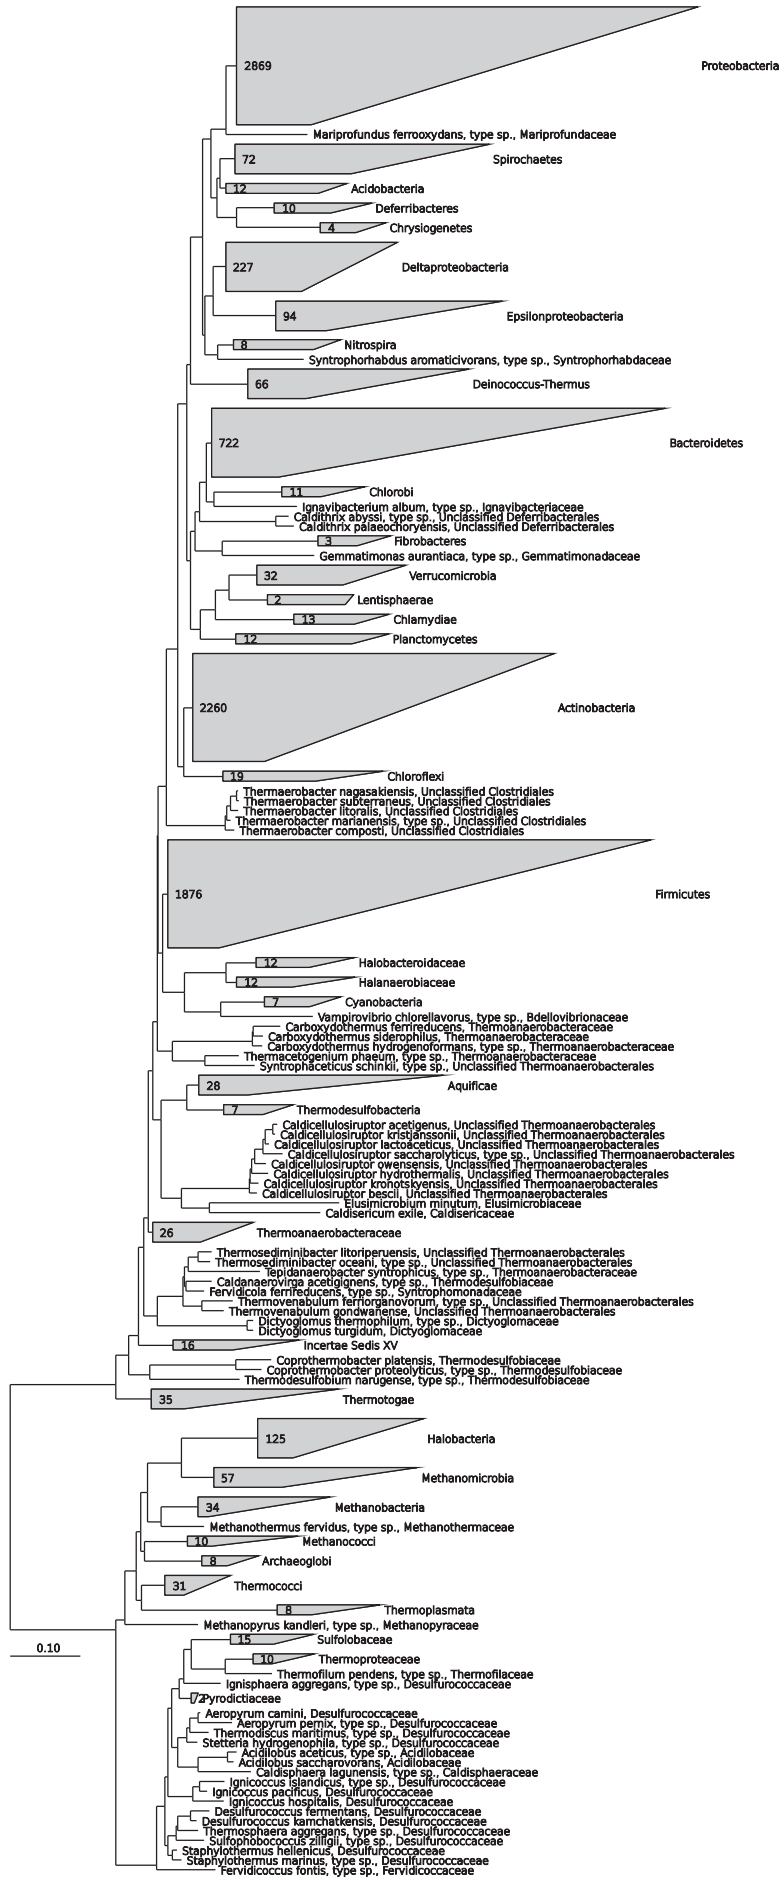 2869 Proteobacteria
Mariprofundus ferrooxydans, type sp., Mariprofundaceae
72 Spirochaetes
12 Acidobacteria
10 Deferribacteres
4 Chrysiogenetes
227 Deltaproteobacteria
94 Epsilonproteobacteria
8 Nitrospira
Syntrophorhabdus aromaticivorans, type sp., Syntrophorhabdaceae
66 Deinococcus-Thermus
722 Bacteroidetes
11 Chlorobi
Ignavibacterium album, type sp., Ignavibacteriaceae
Caldithrix abyssi, type sp., Unclassified Deferribacterales
Caldithrix palaeochoryensis, Unclassified Deferribacterales
3 Fibrobacteres
Gemmatimonas aurantiaca, type sp., Gemmatimonadaceae
32 Verrucomicrobia
2 Lentisphaerae
13 Chlamydiae
12 Planctomycetes
2260 Actinobacteria
19 Chloroflexi
Thermaerobacter nagasakiensis, Unclassified Clostridiales
Thermaerobacter subterraneus, Unclassified Clostridiales
Thermaerobacter litoralis, Unclassified Clostridiales
Thermaerobacter marianensis, type sp., Unclassified Clostridiales
Thermaerobacter composti, Unclassified Clostridiales
1876 Firmicutes
12 Halobacteroidaceae
12 Halanaerobiaceae
7 Cyanobacteria
Vampirovibrio chlorellavorus, type sp., Bdellovibrionaceae
Carboxydothermus ferrireducens, Thermoanaerobacteraceae
Carboxydothermus siderophilus, Thermoanaerobacteraceae
Carboxydothermus hydrogenoformans, type sp., Thermoanaerobacteraceae
Thermacetogenium phaeum, type sp., Thermoanaerobacteraceae
Syntrophaceticus schinkii, type sp., Unclassified Thermoanaerobacterales
28 Aquificae
7 Thermodesulfobacteria
Caldicellulosiruptor acetigenus, Unclassified Thermoanaerobacterales
Caldicellulosiruptor kristjanssonii, Unclassified Thermoanaerobacterales
Caldicellulosiruptor lactoaceticus, Unclassified Thermoanaerobacterales
Caldicellulosiruptor saccharolyticus, type sp., Unclassified Thermoanaerobacterales
Caldicellulosiruptor owensensis, Unclassified Thermoanaerobacterales
Caldicellulosiruptor hydrothermalis, Unclassified Thermoanaerobacterales
Caldicellulosiruptor kronotskyensis, Unclassified Thermoanaerobacterales
Caldicellulosiruptor bescii, Unclassified Thermoanaerobacterales
Elusimicrobium minutum, Elusimicrobiaceae
Caldisericum exile, Caldisericaceae
26 Thermoanaerobacteraceae
Thermosediminibacter litoriperuensis, Unclassified Thermoanaerobacterales
Thermosediminibacter oceani, type sp., Unclassified Thermoanaerobacterales
Tepidanaerobacter syntrophicus, type sp., Thermoanaerobacteraceae
Caldanaerovirga acetigignens, type sp., Thermodesulfobiaceae
Fervidicola ferrireducens, type sp., Syntrophomonadaceae
Thermovenabulum ferriorganovorum, type sp., Unclassified Thermoanaerobacterales
Thermovenabulum gondwanense, Unclassified Thermoanaerobacterales
Dictyoglomus thermophilum, type sp., Dictyoglomaceae
Dictyoglomus turgidum, Dictyoglomaceae
16 Incertae Sedis XV
Coprothermobacter platensis, Thermodesulfobiaceae
Coprothermobacter proteolyticus, type sp., Thermodesulfobiaceae
Thermodesulfobium narugense, type sp., Thermodesulfobiaceae
35 Thermotogae
125 Halobacteria
57 Methanomicrobia
34 Methanobacteria
Methanothermus fervidus, type sp., Methanothermaceae
10 Methanococci
8 Archaeoglobi
31 Thermococci
8 Thermoplasmata
Methanopyrus kandleri, type sp., Methanopyraceae
15 Sulfolobaceae
0.10
10 Thermoproteaceae
Thermofilum pendens, type sp., Thermofilaceae
Ignisphaera aggregans, type sp., Desulfurococcaceae
Pyrodictiaceae
Aeropyrum camini, Desulfurococcaceae
Aeropyrum pernix, type sp., Desulfurococcaceae
Thermodiscus maritimus, type sp., Desulfurococcaceae
Stetteria hydrogenophila, type sp., Desulfurococcaceae
Acidilobus aceticus, type sp., Acidilobaceae
Acidilobus saccharovorans, Acidilobaceae
Caldisphaera lagunensis, type sp., Caldisphaeraceae
Ignicoccus islandicus, type sp., Desulfurococcaceae
Ignicoccus pacificus, Desulfurococcaceae
Ignicoccus hospitalis, Desulfurococcaceae
Desulfurococcus fermentans, Desulfurococcaceae
Desulfurococcus kamchatkensis, Desulfurococcaceae
Thermosphaera aggregans, type sp., Desulfurococcaceae
Sulfophobococcus zilligii, type sp., Desulfurococcaceae
Staphylothermus hellenicus, Desulfurococcaceae
Staphylothermus marinus, type sp., Desulfurococcaceae
Fervidicoccus fontis, type sp., Fervidicoccaceae